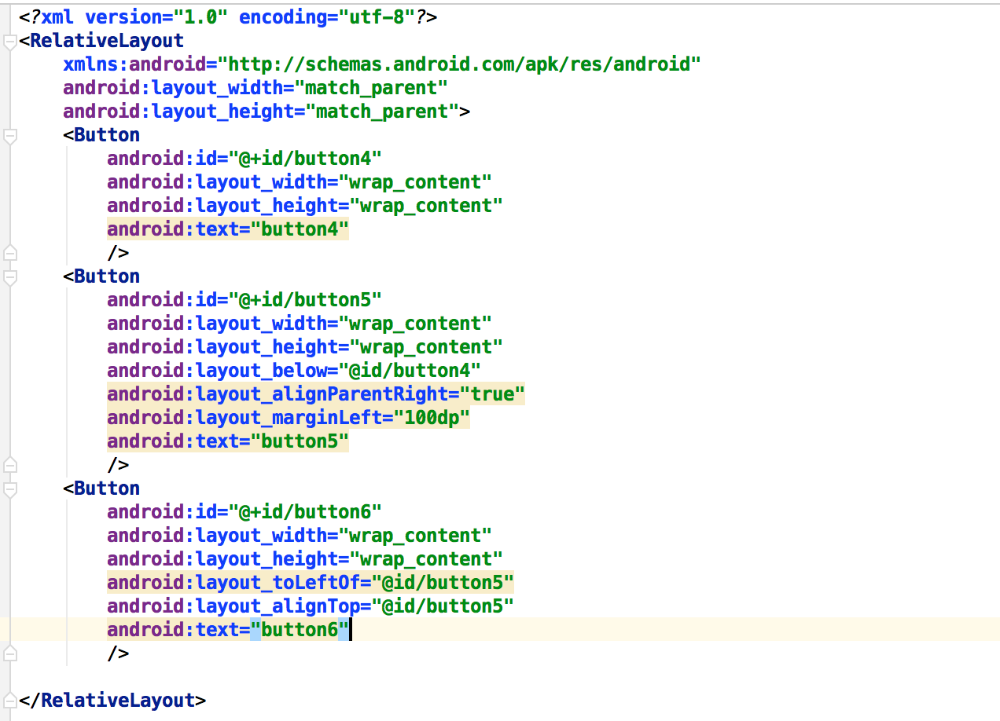 <?xml version="1.0" encoding="utf-8"?>
<RelativeLayout
    xmlns:android="http://schemas.android.com/apk/res/android"
    android:layout_width="match_parent"
    android:layout_height="match_parent">
    <Button
        android:id="@+id/button4"
        android:layout_width="wrap_content"
        android:layout_height="wrap_content"
        android:text="button4"
        />
    <Button
        android:id="@+id/button5"
        android:layout_width="wrap_content"
        android:layout_height="wrap_content"
        android:layout_below="@id/button4"
        android:layout_alignParentRight="true"
        android:layout_marginLeft="100dp"
        android:text="button5"
        />
    <Button
        android:id="@+id/button6"
        android:layout_width="wrap_content"
        android:layout_height="wrap_content"
        android:layout_toLeftOf="@id/button5"
        android:layout_alignTop="@id/button5"
        android:text="button6"
        />

</RelativeLayout>